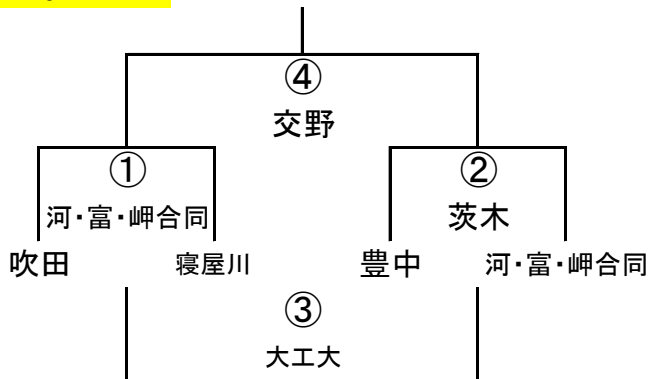 ④
交野
① ②
河・富・岬合同 茨木
吹田 寝屋川 豊中 河・富・岬合同
③
大工大